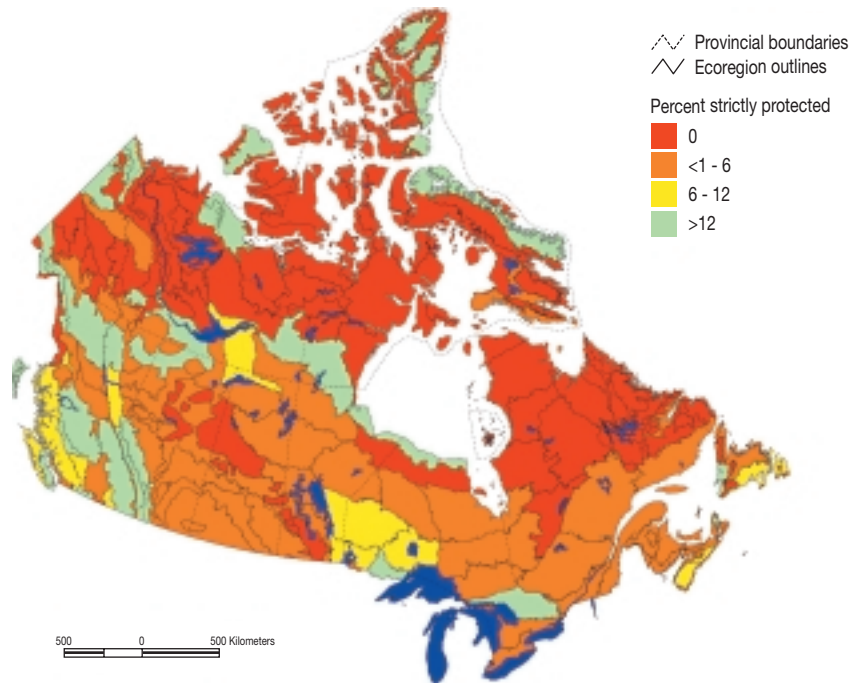 Provincial boundaries
Ecoregion outlines
Percent strictly protected
0
<1 - 6
6 - 12
>12
500 0 500 Kilometers